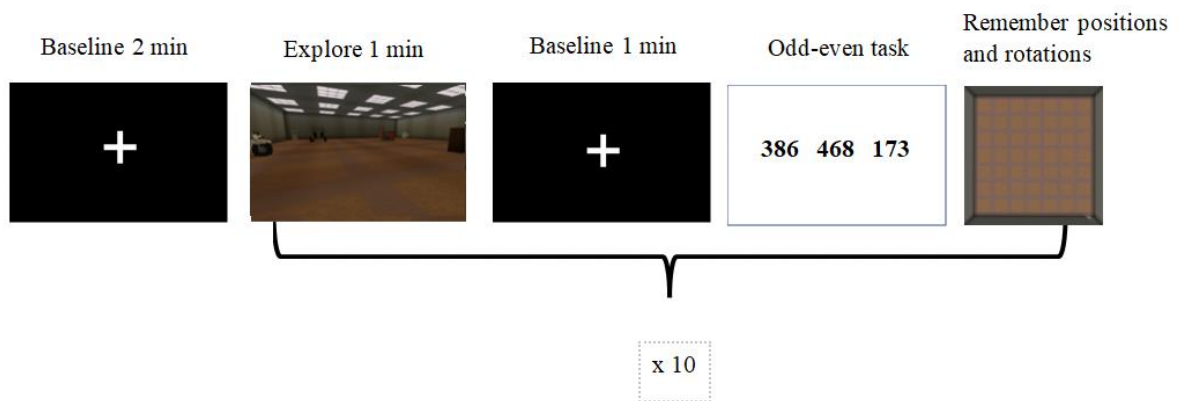 Baseline 2 min
Explore 1 min
Baseline 1 min
Odd-even task
Remember positions
and rotations
386 468 173
x 10